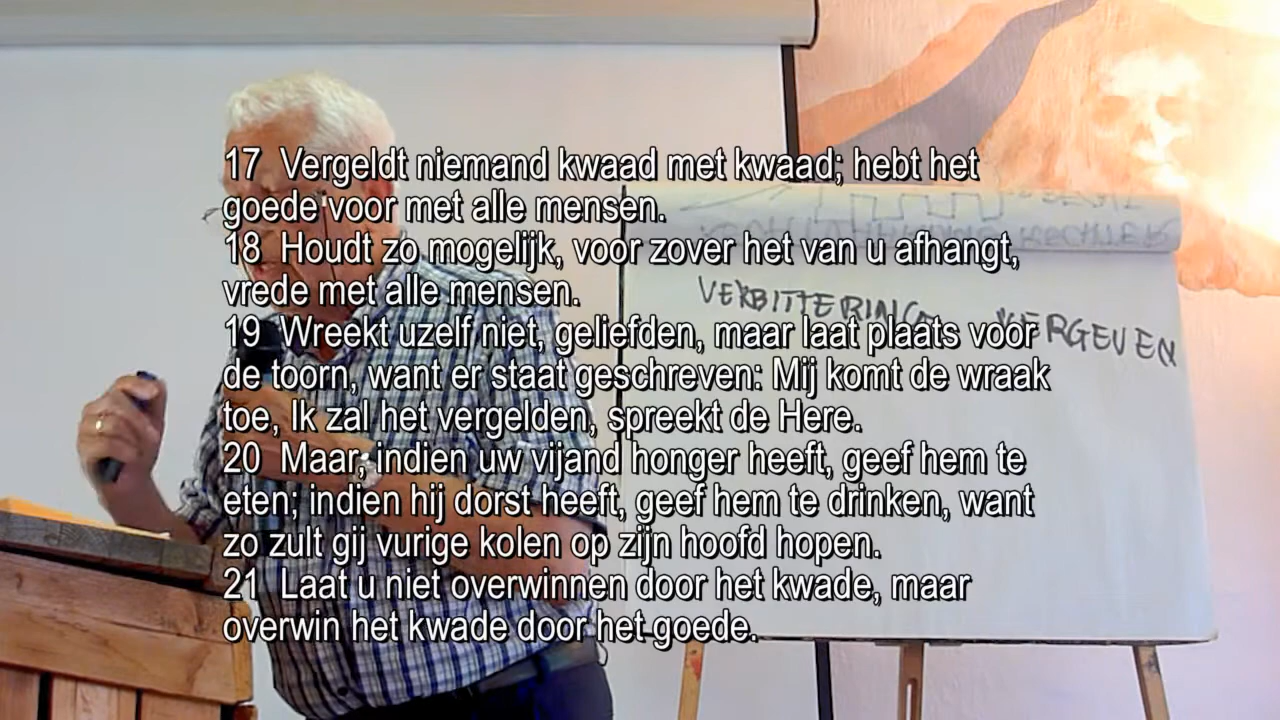 17 Vergeldt niemand kwaad met kwaad; hebt het
goede voor met alle mensen.
18 Houdt zo mogelijk, voor zover het van u afhangt,
vrede met alle mensen.
19 Wreekt uzelf niet, geliefden, maar laat plaats voor
de toorn, want er staat geschreven: Mij komt de wraak
toe, Ik zal het vergelden, spreekt de Here.
20 Maar, indien uw vijand honger heeft, geef hem te
eten; indien hij dorst heeft, geef hem te drinken, want
zo zult gij vurige kolen op zijn hoofd hopen.
21 Laat u niet overwinnen door het kwade, maar
overwin het kwade door het goede.
VERBITTERING VERGEVEN